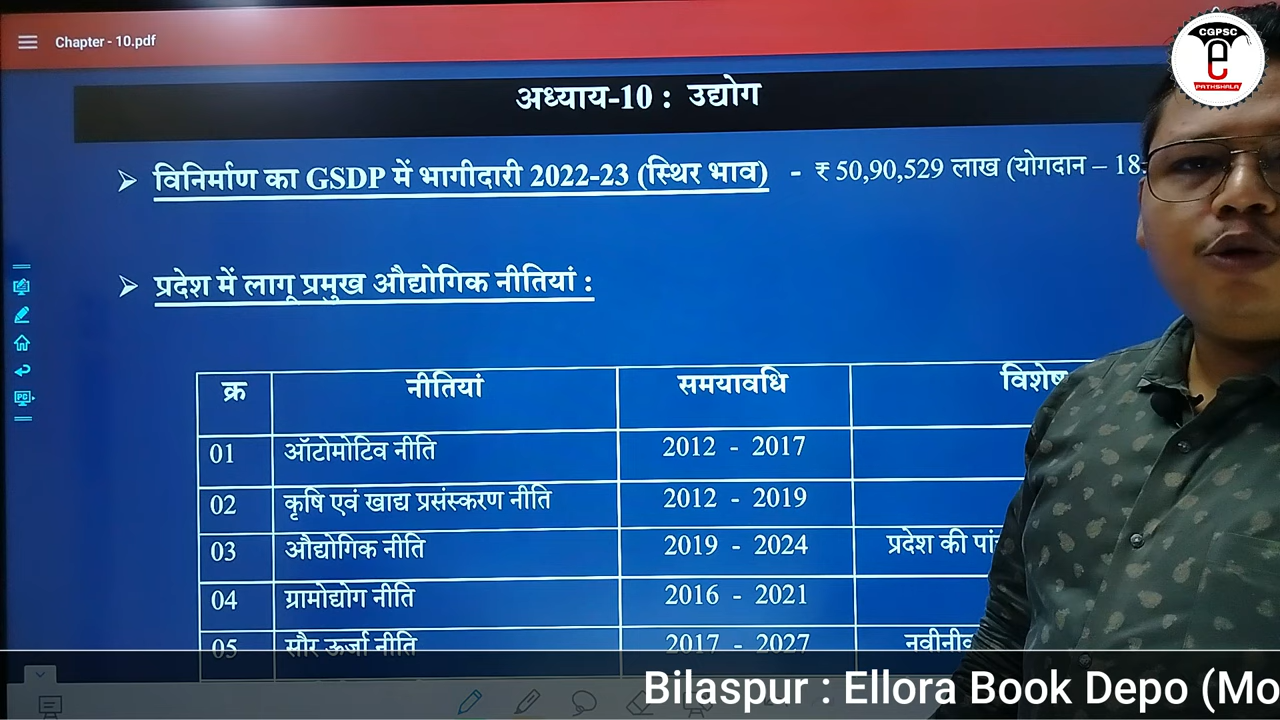 Chapter - 10.pdf
CGPSC
e
PATHSHALA
अध्याय-10 : उद्योग
विनिर्माण का GSDP में भागीदारी 2022-23 (स्थिर भाव) - ₹ 50,90,529 लाख (योगदान – 18
प्रदेश में लागू प्रमुख औद्योगिक नीतियां :
क्र नीतियां समयावधि विशेष
01 ऑटोमोटिव नीति 2012 - 2017
02 कृषि एवं खाद्य प्रसंस्करण नीति 2012 - 2019
03 औद्योगिक नीति 2019 - 2024 प्रदेश की
04 ग्रामोद्योग नीति 2016 - 2021
05 सौर ऊर्जा नीति 2017 - 2027
PC
Bilaspur : Ellora Book Depo (Mo